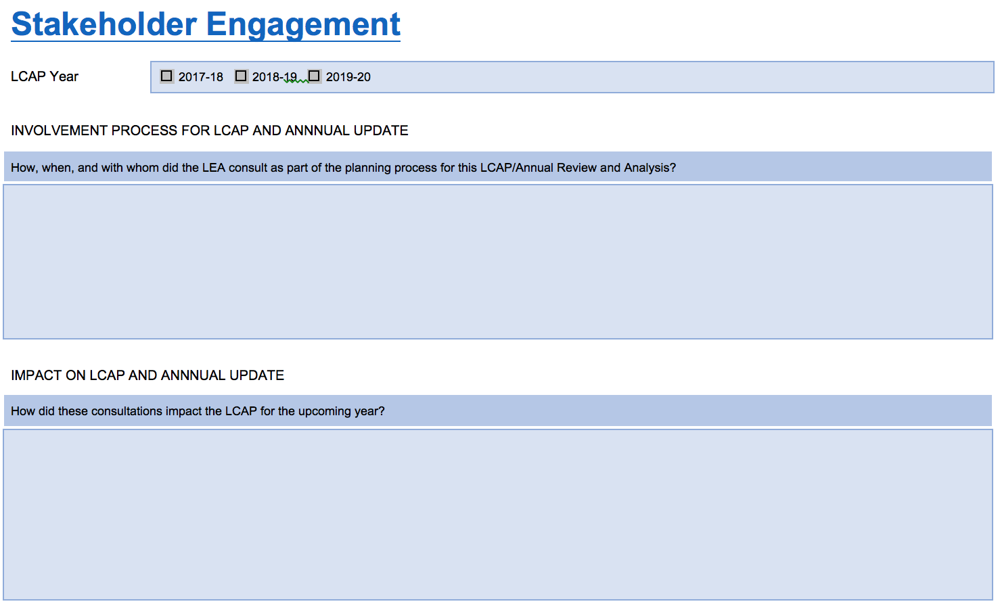 Stakeholder Engagement
LCAP Year
☐ 2017-18 ☐ 2018-19 ☐ 2019-20
INVOLVEMENT PROCESS FOR LCAP AND ANNNUAL UPDATE
How, when, and with whom did the LEA consult as part of the planning process for this LCAP/Annual Review and Analysis?
IMPACT ON LCAP AND ANNNUAL UPDATE
How did these consultations impact the LCAP for the upcoming year?